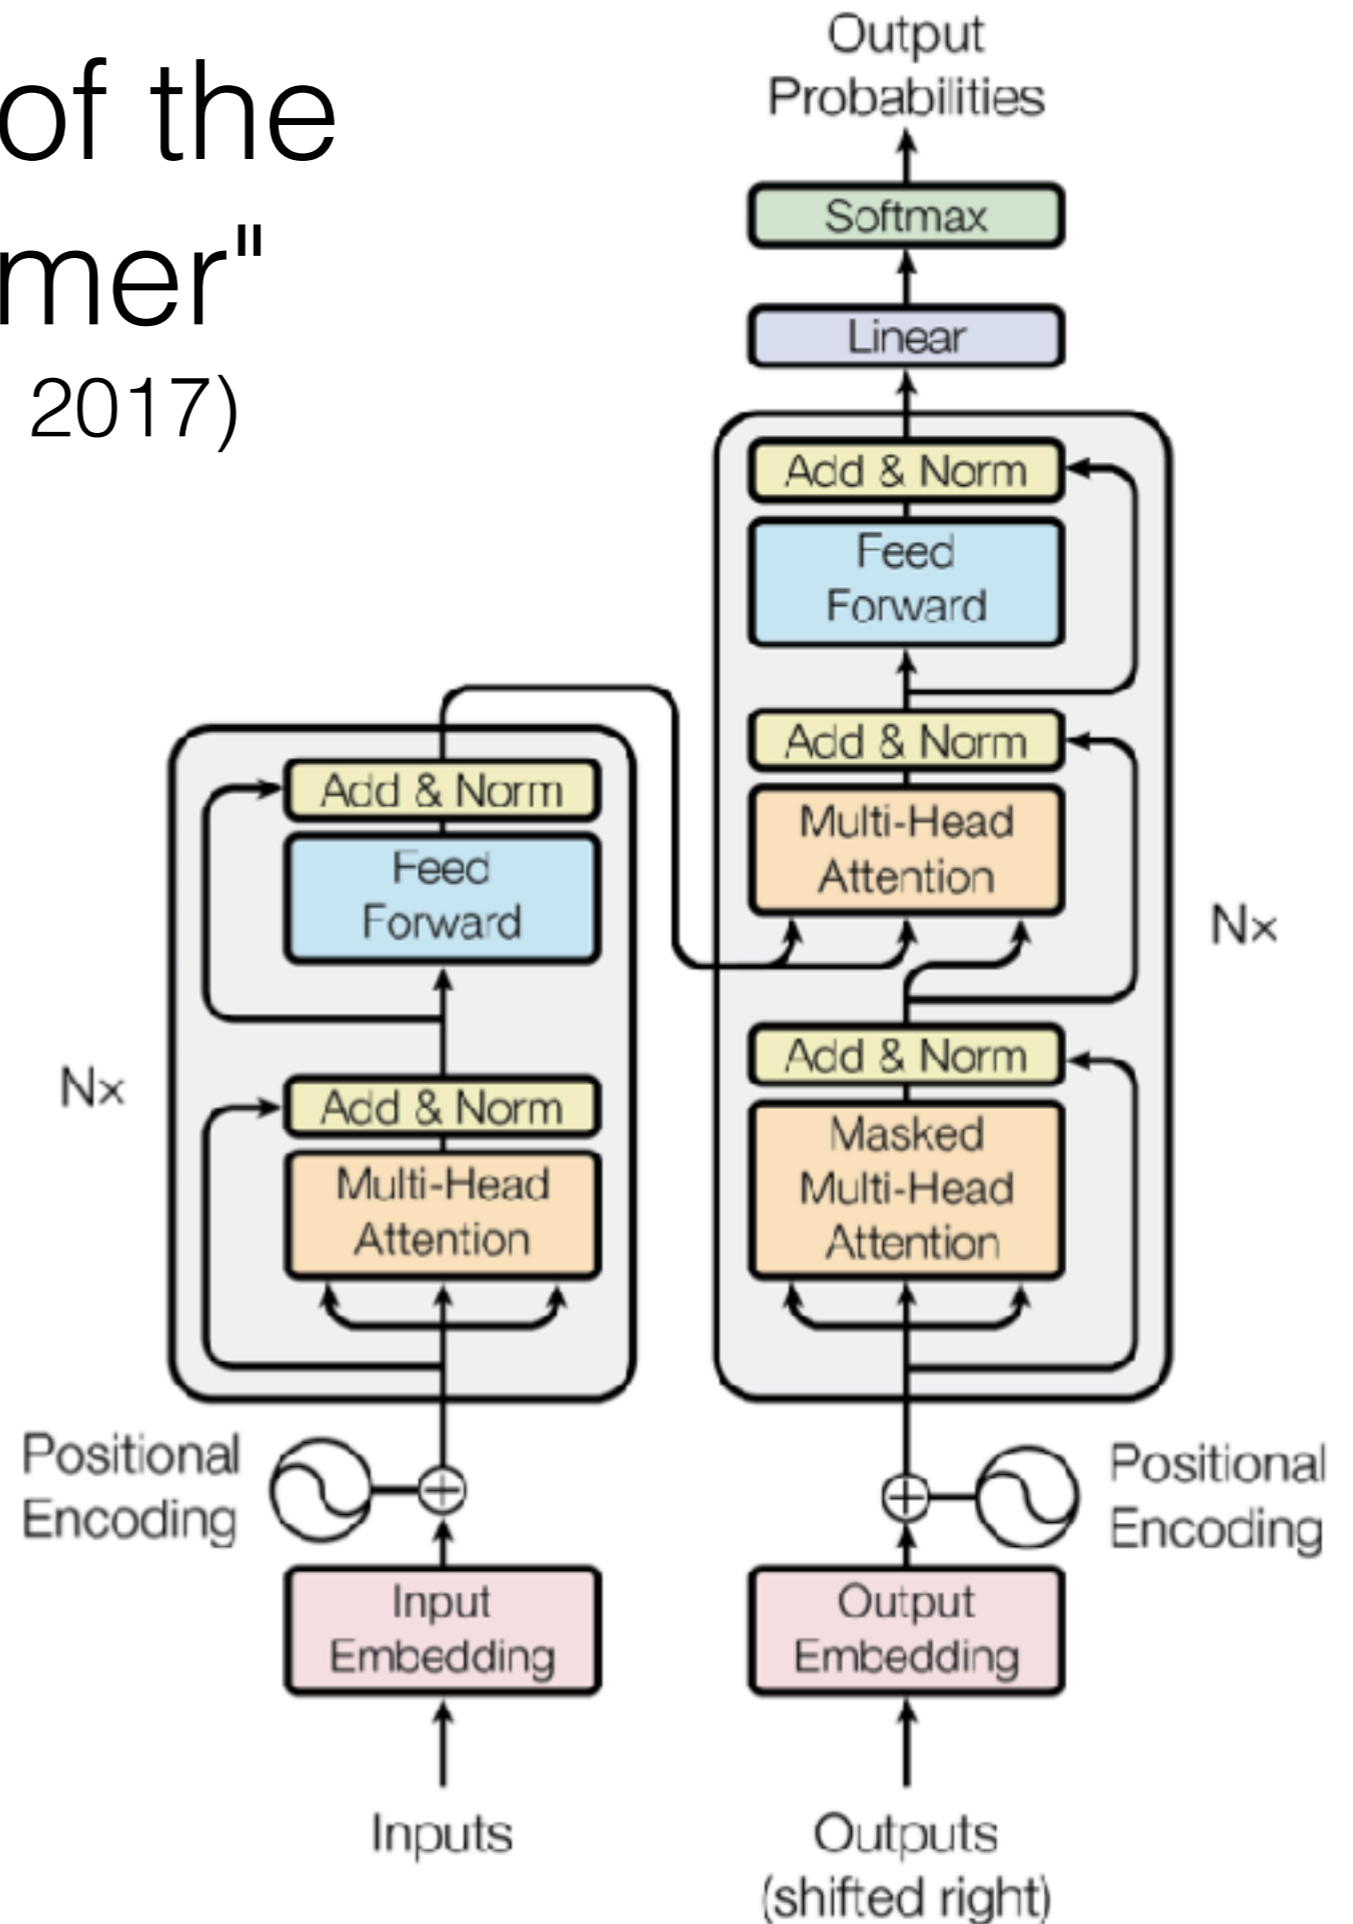 of the
mer"
2017)
Output
Probabilities
Softmax
Linear
Add & Norm
Feed
Forward
Add & Norm
Multi-Head
Attention
Nx
Add & Norm
Masked
Multi-Head
Attention
Add & Norm
Feed
Forward
Nx
Add & Norm
Multi-Head
Attention
Positional
Encoding
Positional
Encoding
Input
Embedding
Output
Embedding
Inputs
Outputs
(shifted right)